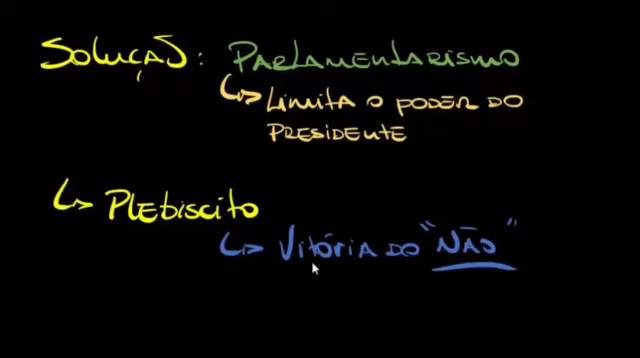 SOLUÇÃO: PARLAMENTARISMO
↳ LIMITA O PODER DO
PRESIDENTE
↳ PLEBISCITO
↳ VITÓRIA DO "NÃO"